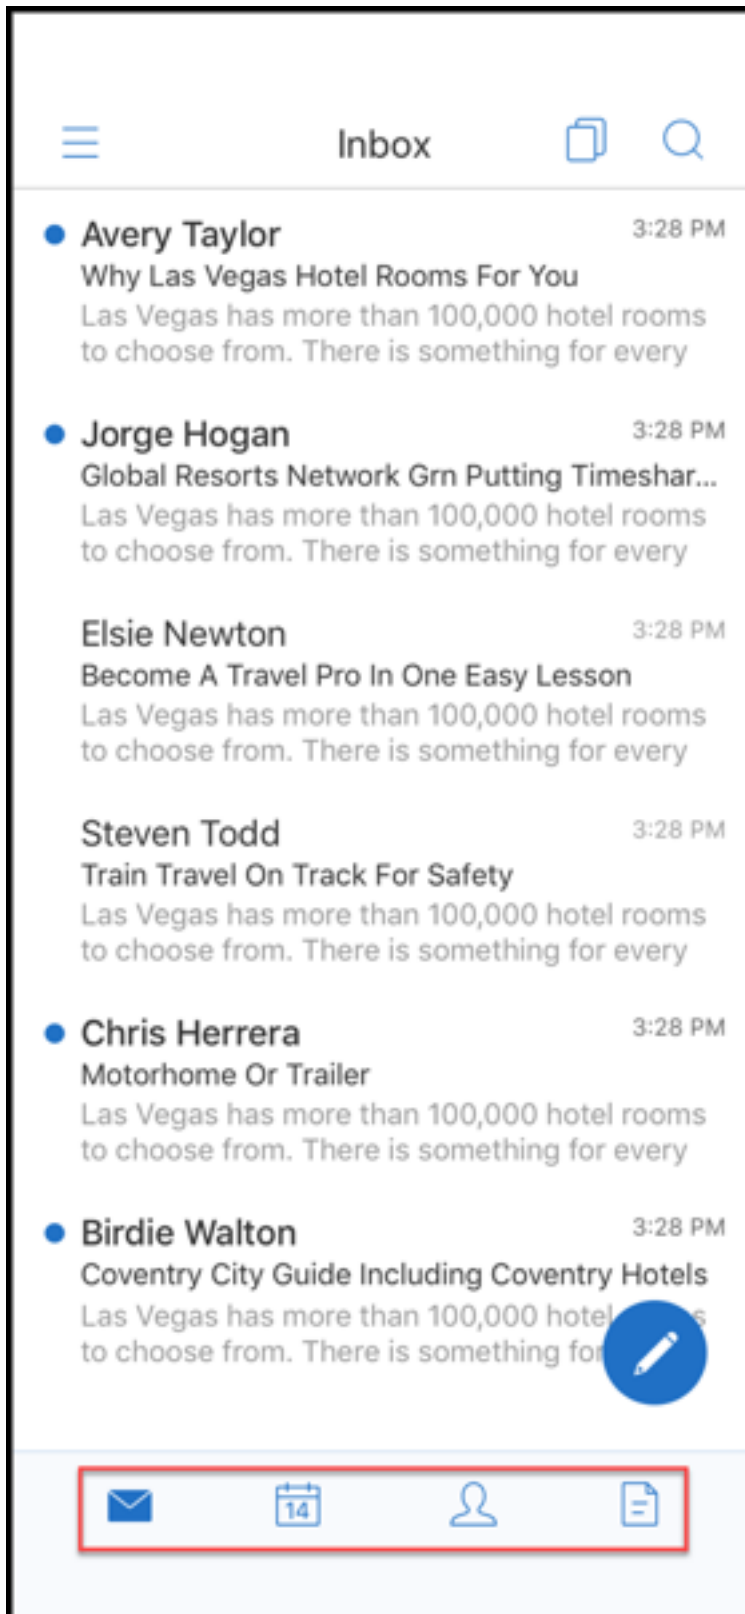 Inbox
Avery Taylor 3:28 PM
Why Las Vegas Hotel Rooms For You
Las Vegas has more than 100,000 hotel rooms
to choose from. There is something for every
Jorge Hogan 3:28 PM
Global Resorts Network Grn Putting Timeshar...
Las Vegas has more than 100,000 hotel rooms
to choose from. There is something for every
Elsie Newton 3:28 PM
Become A Travel Pro In One Easy Lesson
Las Vegas has more than 100,000 hotel rooms
to choose from. There is something for every
Steven Todd 3:28 PM
Train Travel On Track For Safety
Las Vegas has more than 100,000 hotel rooms
to choose from. There is something for every
Chris Herrera 3:28 PM
Motorhome Or Trailer
Las Vegas has more than 100,000 hotel rooms
to choose from. There is something for every
Birdie Walton 3:28 PM
Coventry City Guide Including Coventry Hotels
Las Vegas has more than 100,000 hotel
to choose from. There is something for
14